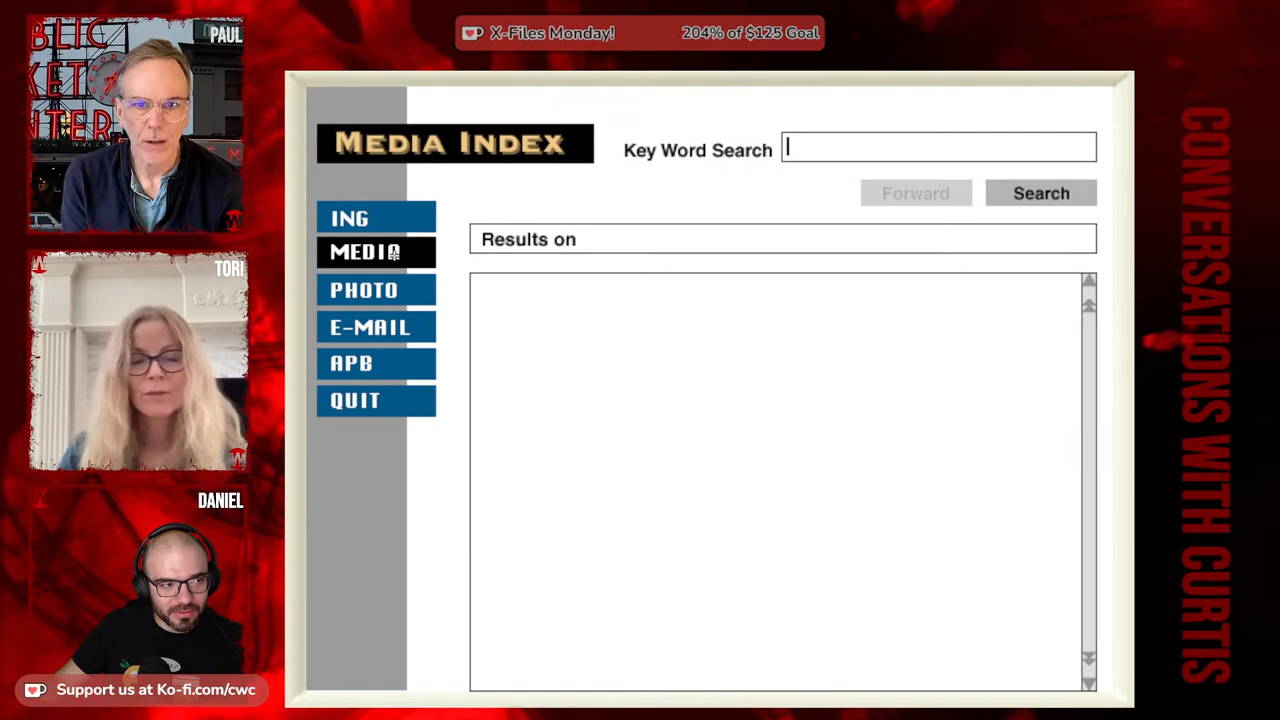 X-Files Monday! 204% of $125 Goal
PAUL
TORI
DANIEL
Support us at Ko-fi.com/cwc
MEDIA INDEX
Key Word Search
Forward
Search
ING
MEDIA
PHOTO
E-MAIL
APB
QUIT
Results on
CONVERSATIONS WITH CURTIS